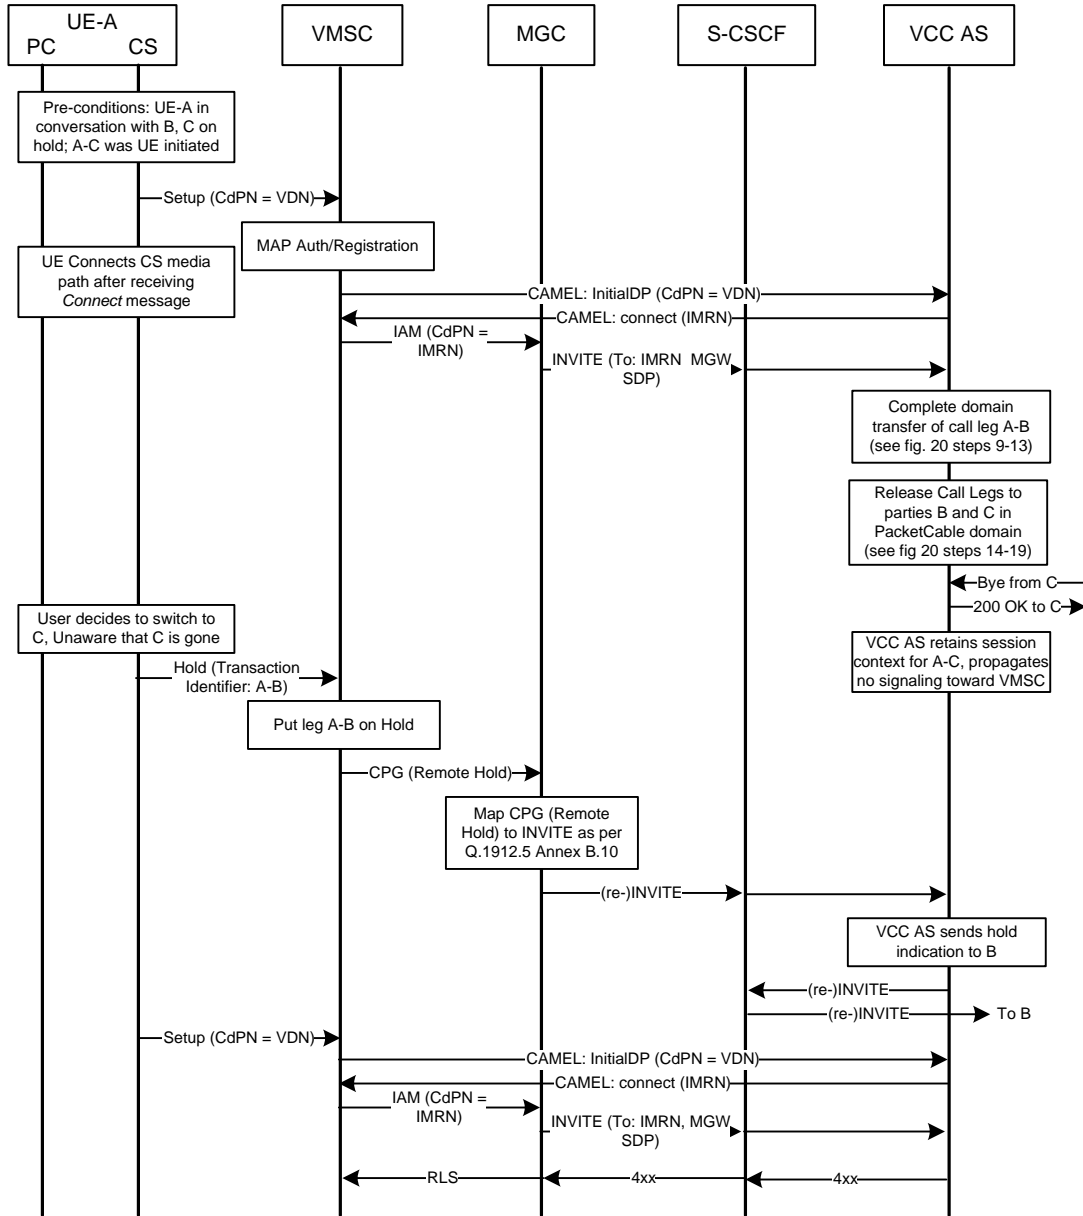 UE-A
PC CS
VMSC
MGC
S-CSCF
VCC AS
Pre-conditions: UE-A in
conversation with B, C on
hold; A-C was UE initiated
Setup (CdPN = VDN)
MAP Auth/Registration
UE Connects CS media
path after receiving
Connect message
CAMEL: InitialDP (CdPN = VDN)
CAMEL: connect (IMRN)
IAM (CdPN =
IMRN)
INVITE (To: IMRN MGW
SDP)
Complete domain
transfer of call leg A-B
(see fig. 20 steps 9-13)
Release Call Legs to
parties B and C in
PacketCable domain
(see fig 20 steps 14-19)
Bye from C
200 OK to C
User decides to switch to
C, Unaware that C is gone
VCC AS retains session
context for A-C, propagates
no signaling toward VMSC
Hold (Transaction
Identifier: A-B)
Put leg A-B on Hold
CPG (Remote Hold)
Map CPG (Remote
Hold) to INVITE as per
Q.1912.5 Annex B.10
(re-)INVITE
VCC AS sends hold
indication to B
(re-)INVITE
(re-)INVITE To B
Setup (CdPN = VDN)
CAMEL: InitialDP (CdPN = VDN)
CAMEL: connect (IMRN)
IAM (CdPN =
IMRN)
INVITE (To: IMRN, MGW
SDP)
RLS 4xx 4xx